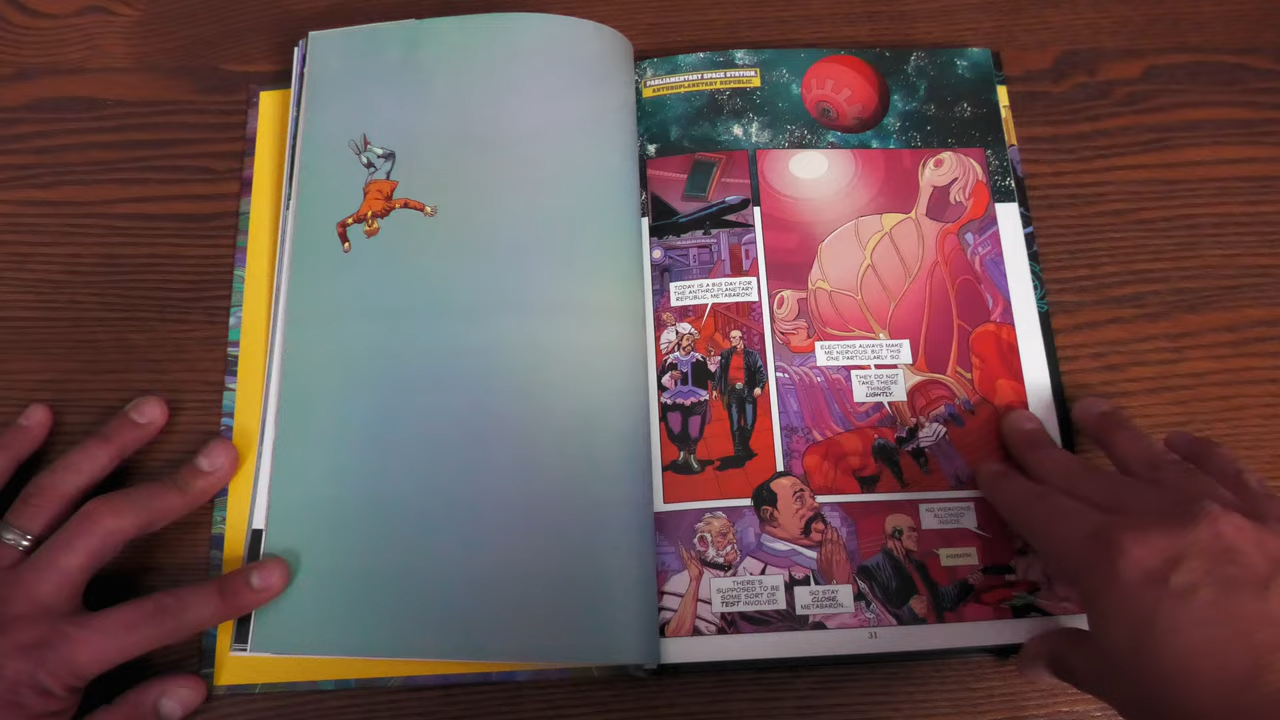 PARLIAMENTARY SPACE STATION,
ANTHROPLANETARY REPUBLIC.
TODAY IS A BIG DAY FOR
THE ANTHRO-PLANETARY
REPUBLIC, METABARON!
ELECTIONS ALWAYS MAKE
ME NERVOUS. BUT THIS
ONE PARTICULARLY SO.
THEY DO NOT
TAKE THESE
THINGS
LIGHTLY.
THERE'S
SUPPOSED TO BE
SOME SORT OF
TEST INVOLVED.
SO STAY
CLOSE,
METABARON...
NO WEAPONS
ALLOWED
INSIDE.
31